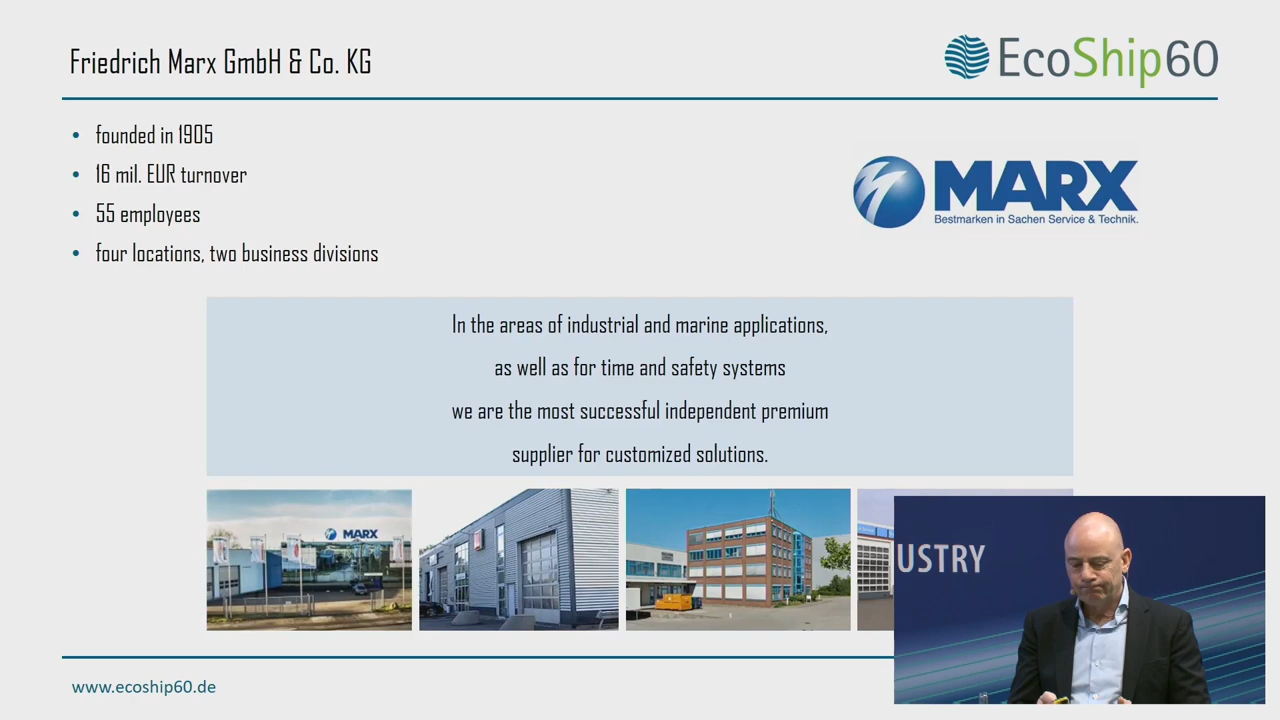 Friedrich Marx GmbH & Co. KG
EcoShip60
• founded in 1905
• 16 mil. EUR turnover
• 55 employees
• four locations, two business divisions
MARX
Bestmarken in Sachen Service & Technik.
In the areas of industrial and marine applications,
as well as for time and safety systems
we are the most successful independent premium
supplier for customized solutions.
MARX
USTRY
www.ecoship60.de